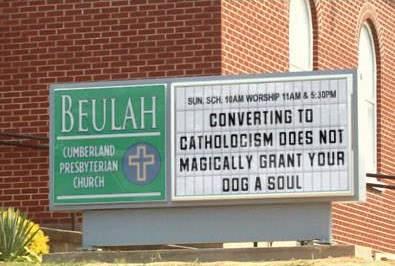 BEULAH
CUMBERLAND
PRESBYTERIAN
CHURCH
SUN. SCH. 10AM WORSHIP 11AM & 5:30PM
CONVERTING TO
CATHOLOCISM DOES NOT
MAGICALLY GRANT YOUR
DOG A SOUL